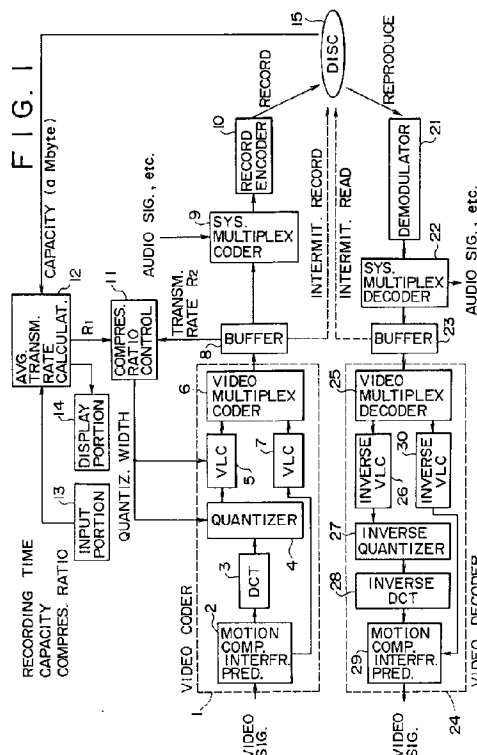 FIG. 1
RECORDING TIME
CAPACITY
COMPRES. RATIO
13
INPUT PORTION
14
DISPLAY PORTION
12
AVG.
TRANSM.
RATE
CALCULAT.
CAPACITY (a Mbyte)
R1
11
COMPRES.
RATIO
CONTROL
QUANTIZ. WIDTH
TRANSM.
RATE R2
AUDIO SIG., etc.
VIDEO CODER
1
VIDEO
SIG.
2
MOTION
COMP.
INTERFR.
PRED.
3
DCT
4
QUANTIZER
5
VLC
7
VLC
6
VIDEO
MULTIPLEX
CODER
8
BUFFER
9
SYS.
MULTIPLEX
CODER
10
RECORD
ENCODER
RECORD
15
DISC
INTERMIT. RECORD
INTERMIT. READ
REPRODUCE
21
DEMODULATOR
22
SYS.
MULTIPLEX
DECODER
AUDIO SIG., etc.
23
BUFFER
25
VIDEO
MULTIPLEX
DECODER
26
INVERSE
VLC
30
INVERSE
VLC
27
INVERSE
QUANTIZER
28
INVERSE
DCT
29
MOTION
COMP.
INTERFR.
PRED.
VIDEO
SIG.
24
VIDEO DECODER